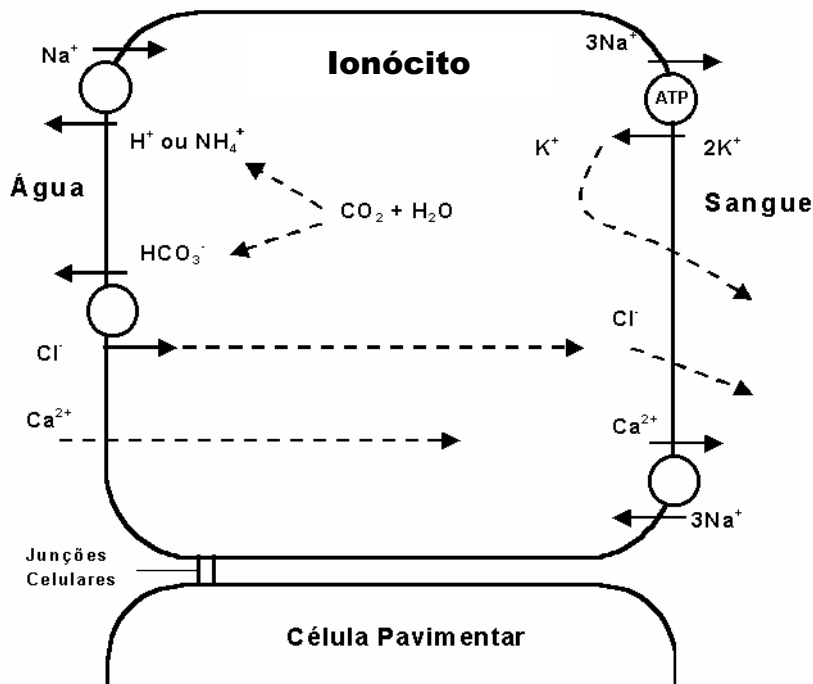 Ionócito
Na⁺
3Na⁺
ATP
H⁺ ou NH₄⁺
K⁺
2K⁺
Água
CO₂ + H₂O
Sangue
HCO₃⁻
Cl⁻
Cl⁻
Ca²⁺
Ca²⁺
3Na⁺
Junções
Celulares
Célula Pavimentar